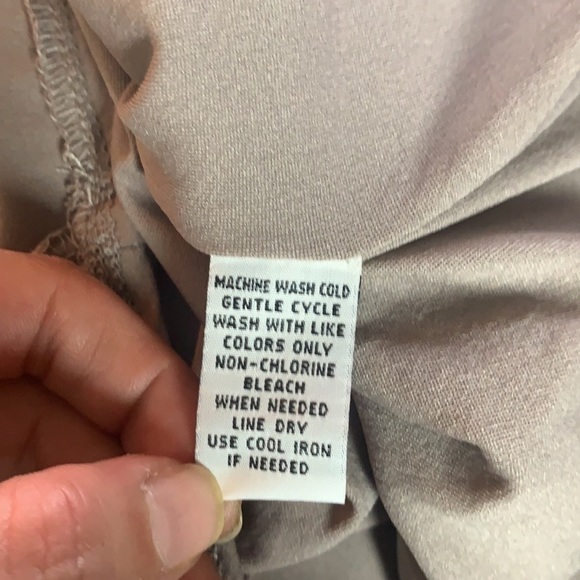 MACHINE WASH COLD
GENTLE CYCLE
WASH WITH LIKE
COLORS ONLY
NON-CHLORINE
BLEACH
WHEN NEEDED
LINE DRY
USE COOL IRON
IF NEEDED